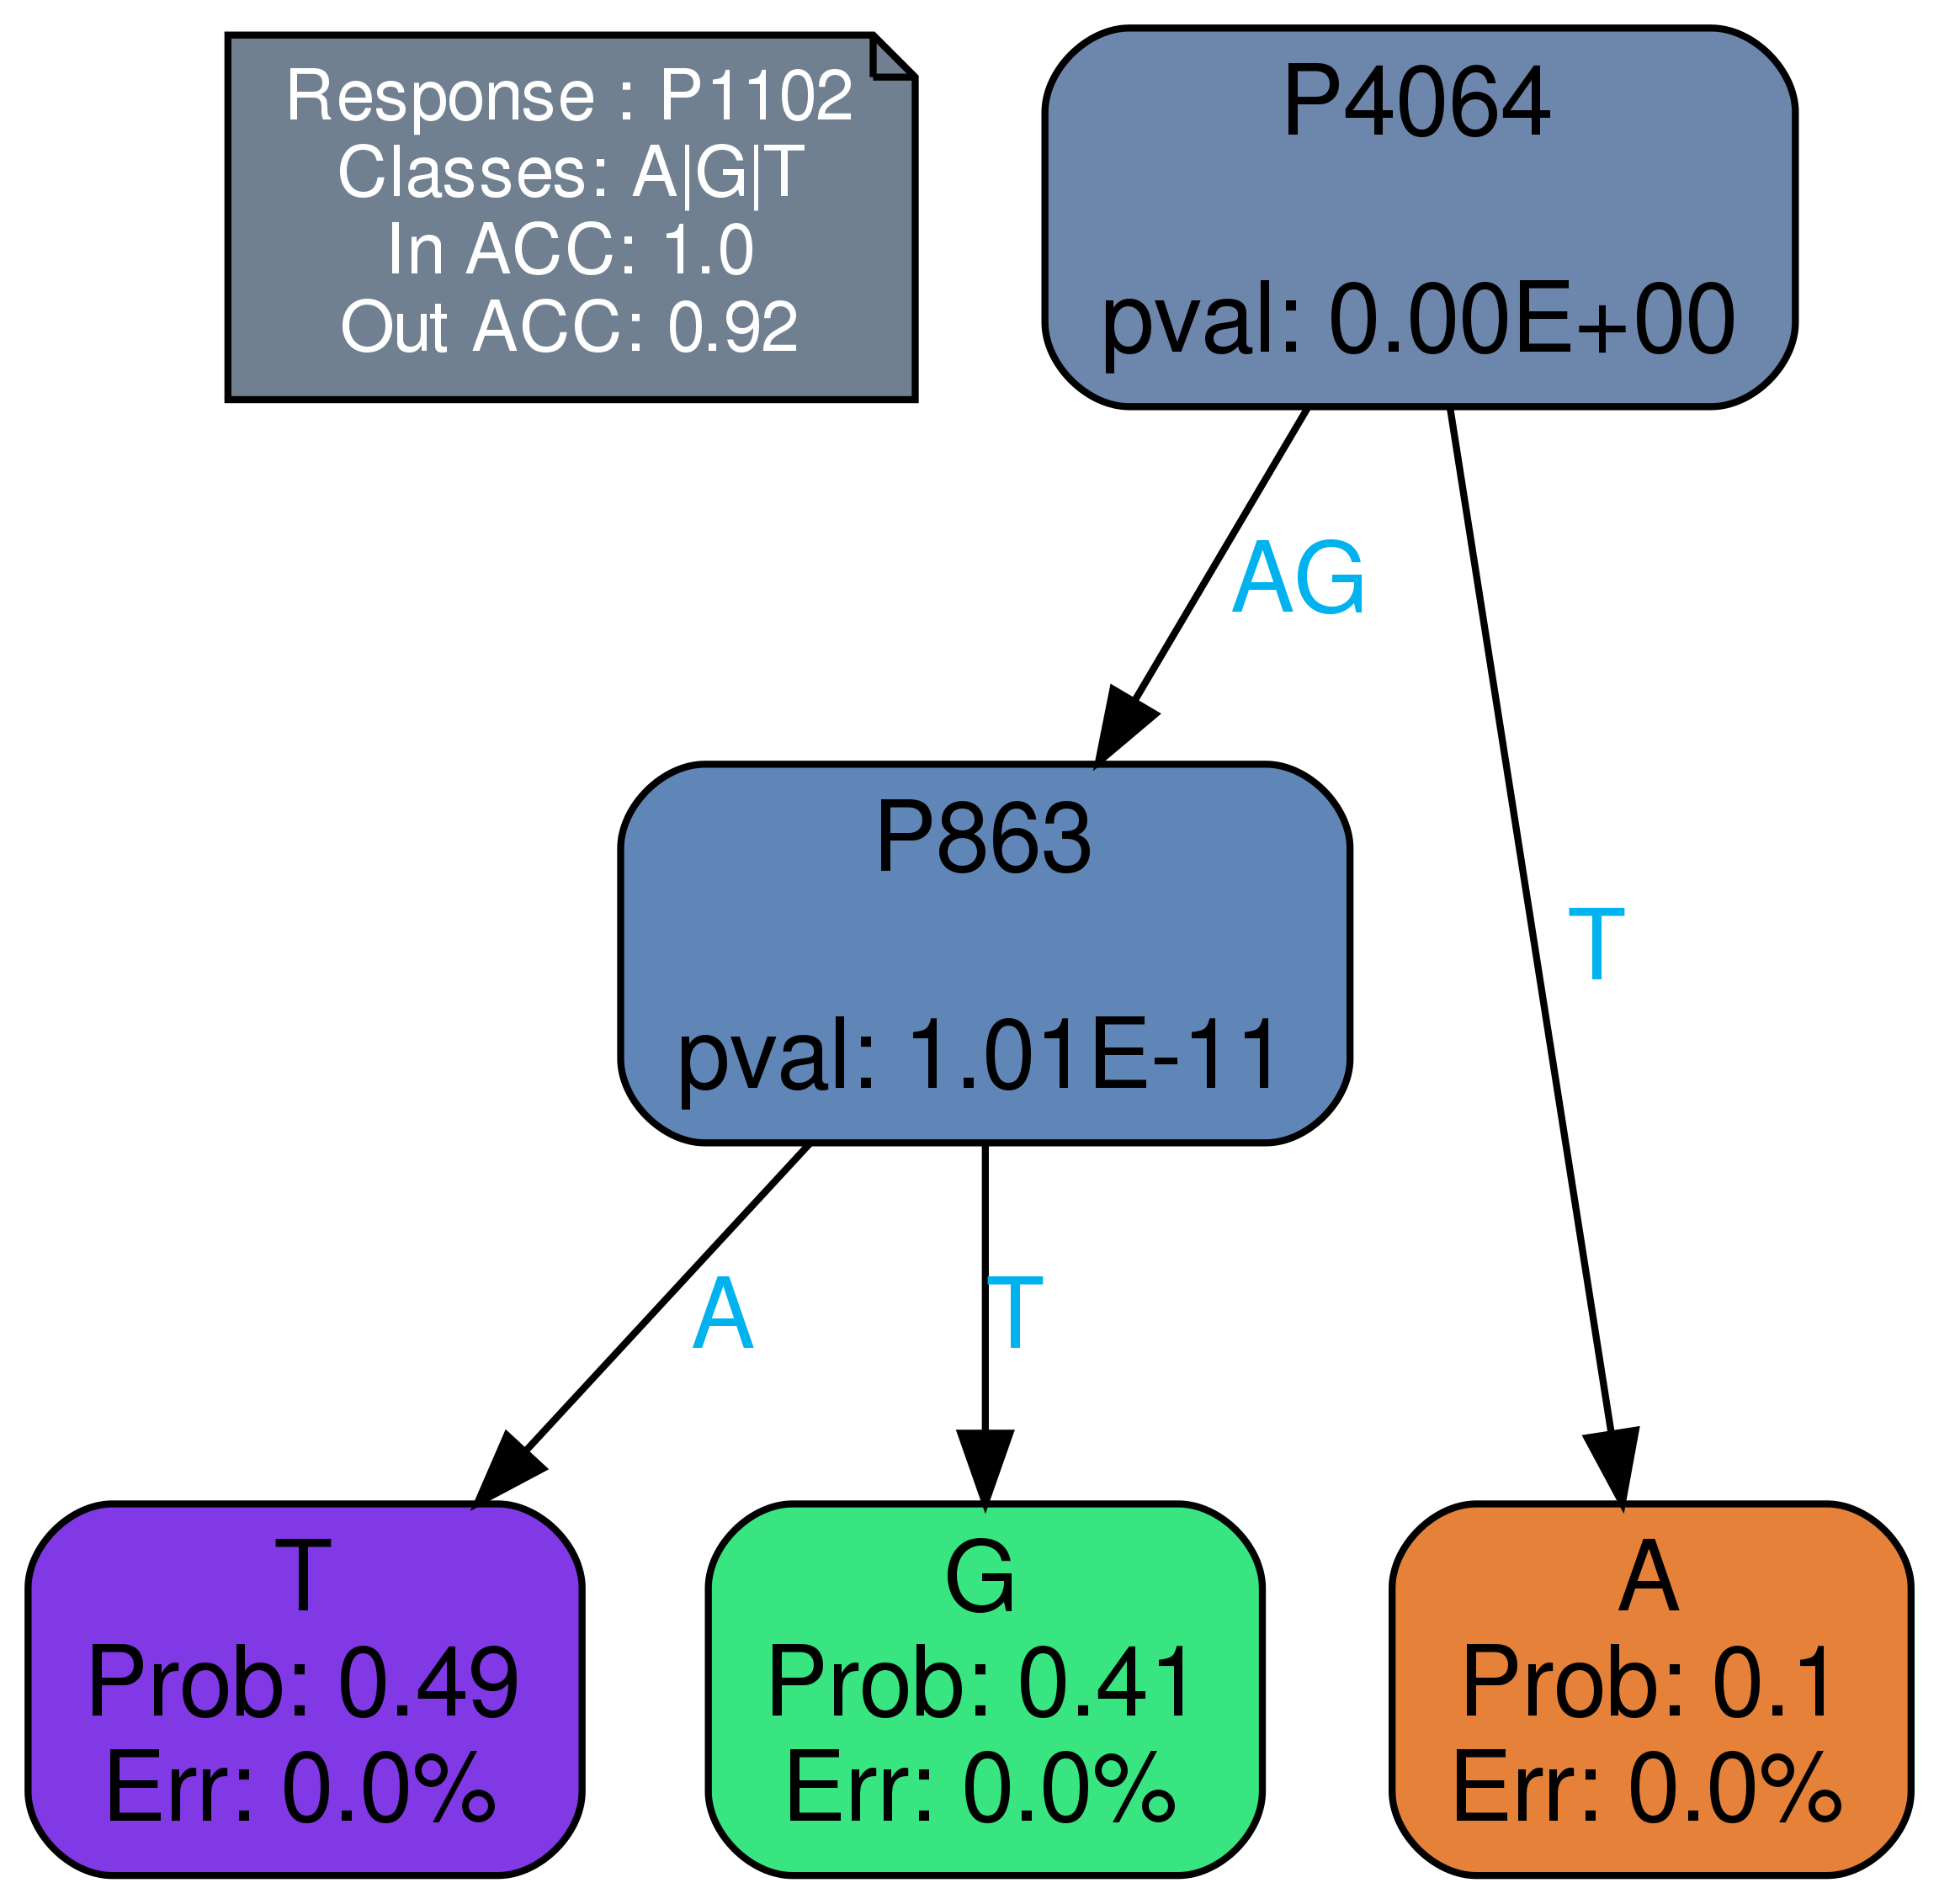 Response : P1102
Classes: A|G|T
In ACC: 1.0
Out ACC: 0.92
P4064
pval: 0.00E+00
AG
T
P863
pval: 1.01E-11
A
T
T
Prob: 0.49
Err: 0.0%
G
Prob: 0.41
Err: 0.0%
A
Prob: 0.1
Err: 0.0%